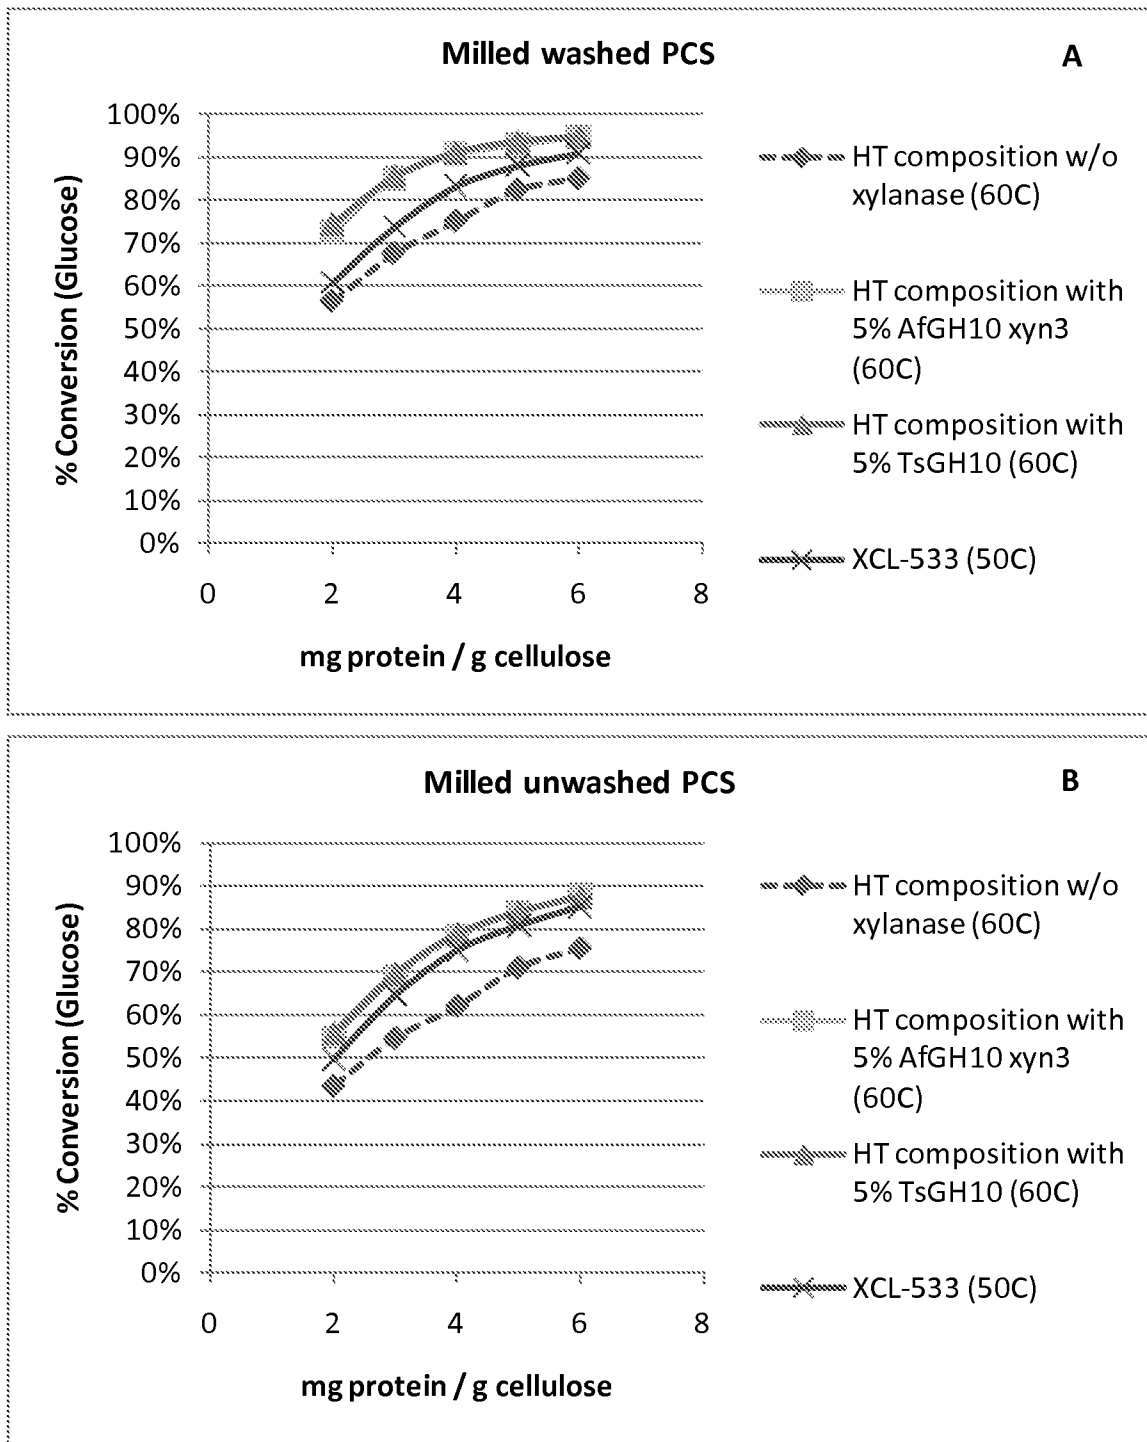 Milled washed PCS
A
100%
90%
80%
70%
60%
50%
40%
30%
20%
10%
0%
% Conversion (Glucose)
0 2 4 6 8
mg protein / g cellulose
HT composition w/o
xylanase (60C)
HT composition with
5% AfGH10 xyn3
(60C)
HT composition with
5% TsGH10 (60C)
XCL-533 (50C)
Milled unwashed PCS
B
100%
90%
80%
70%
60%
50%
40%
30%
20%
10%
0%
% Conversion (Glucose)
0 2 4 6 8
mg protein / g cellulose
HT composition w/o
xylanase (60C)
HT composition with
5% AfGH10 xyn3
(60C)
HT composition with
5% TsGH10 (60C)
XCL-533 (50C)